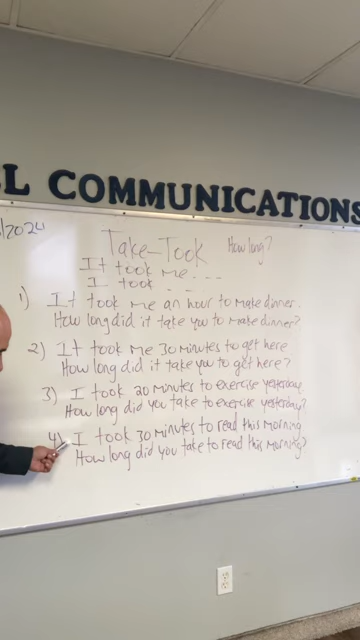 L COMMUNICATIONS
/2024
Take-Took How long?
It took me ...
I took ...
1) It took me an hour to make dinner.
How long did it take you to make dinner?
2) It took me 30 minutes to get here
How long did it take you to get here?
3) I took 20 minutes to exercise yesterday
How long did you take to exercise yesterday?
4) I took 30 minutes to read this morning
How long did you take to read this morning?